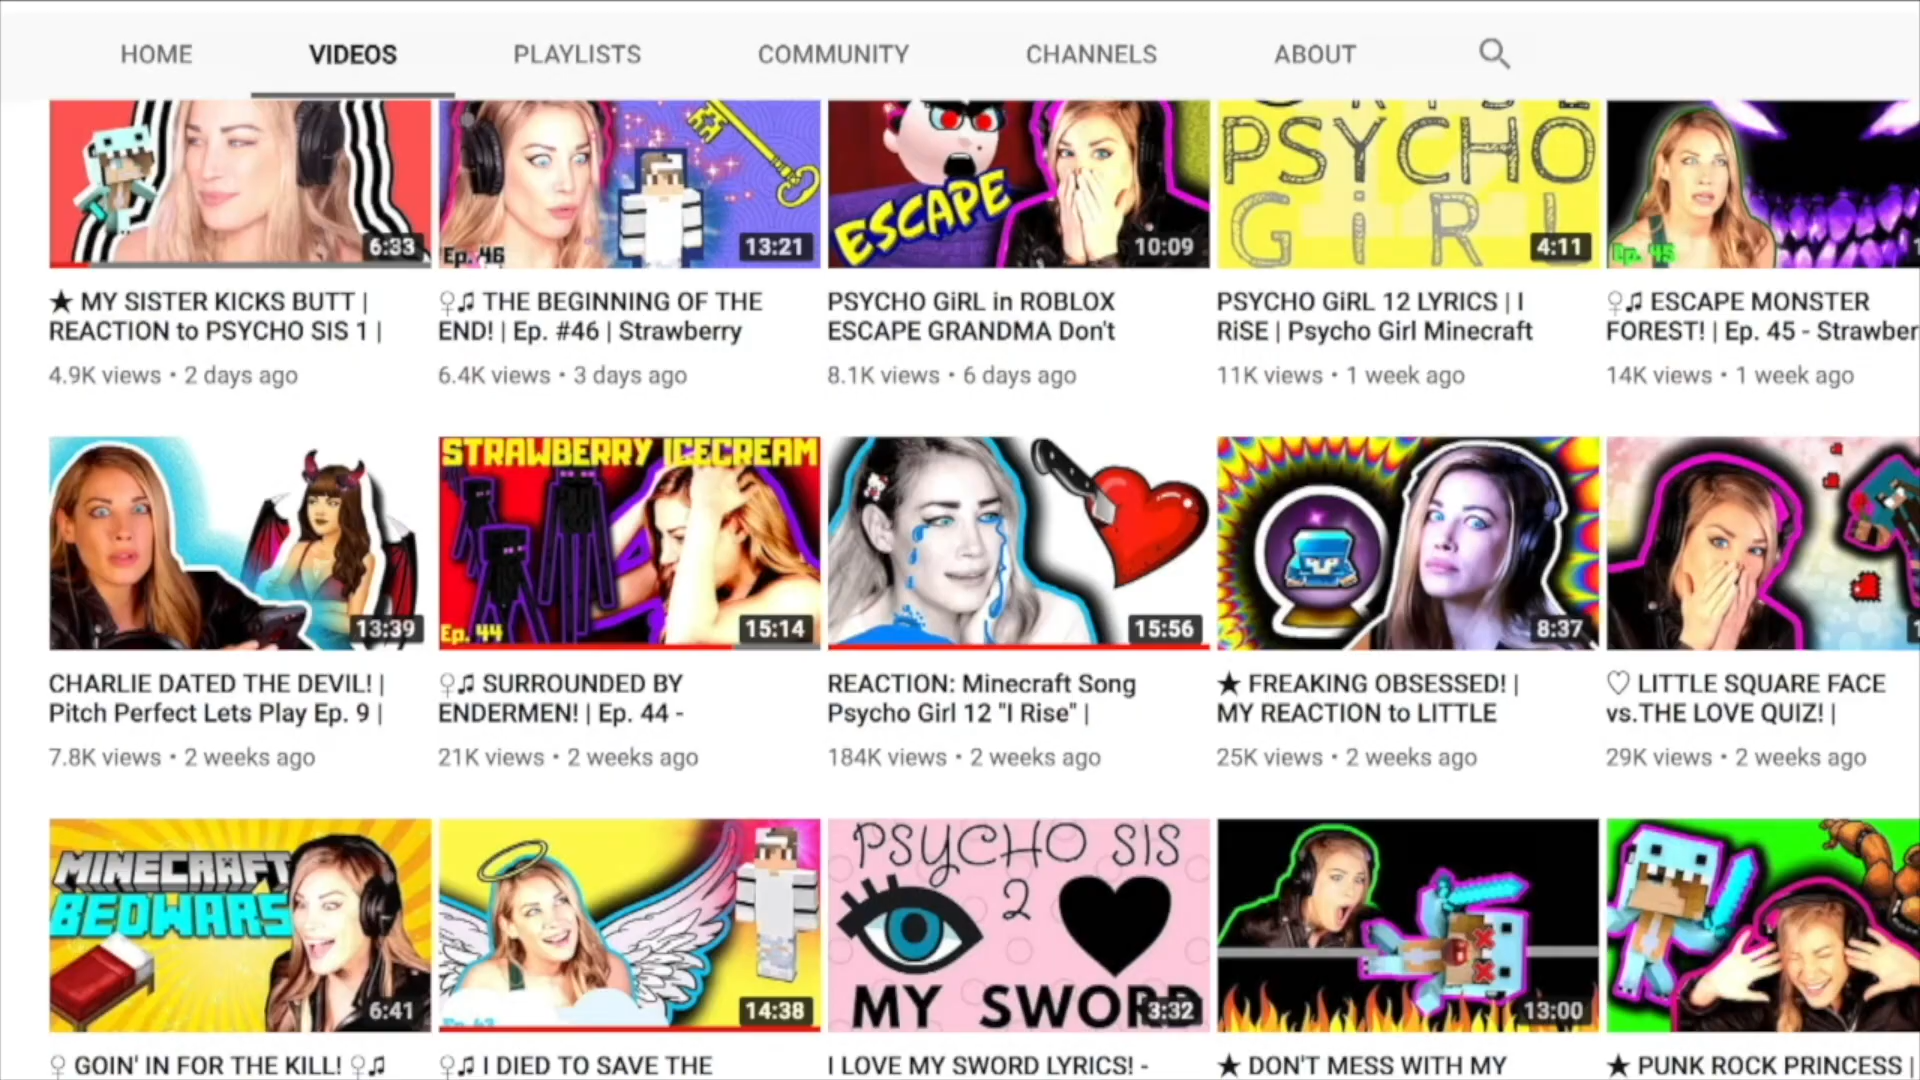 HOME VIDEOS PLAYLISTS COMMUNITY CHANNELS ABOUT
6:33
Ep. 46
13:21
ESCAPE
10:09
PSYCHO
GiRL
4:11
Ep. 45
★ MY SISTER KICKS BUTT |
REACTION to PSYCHO SIS 1 |
4.9K views • 2 days ago
♀♫ THE BEGINNING OF THE
END! | Ep. #46 | Strawberry
6.4K views • 3 days ago
PSYCHO GiRL in ROBLOX
ESCAPE GRANDMA Don't
8.1K views • 6 days ago
PSYCHO GiRL 12 LYRICS | I
RiSE | Psycho Girl Minecraft
11K views • 1 week ago
♀♫ ESCAPE MONSTER
FOREST! | Ep. 45 - Strawber
14K views • 1 week ago
13:39
STRAWBERRY ICECREAM
Ep. 44
15:14
15:56
8:37
CHARLIE DATED THE DEVIL! |
Pitch Perfect Lets Play Ep. 9 |
7.8K views • 2 weeks ago
♀♫ SURROUNDED BY
ENDERMEN! | Ep. 44 -
21K views • 2 weeks ago
REACTION: Minecraft Song
Psycho Girl 12 "I Rise" |
184K views • 2 weeks ago
★ FREAKING OBSESSED! |
MY REACTION to LITTLE
25K views • 2 weeks ago
♡ LITTLE SQUARE FACE
vs.THE LOVE QUIZ! |
29K views • 2 weeks ago
MINECRAFT
BEDWARS
6:41
14:38
PSYCHO SIS
2
MY SWORD
3:32
13:00
♀ GOIN' IN FOR THE KILL! ♀♫
♀♫ I DIED TO SAVE THE
I LOVE MY SWORD LYRICS! -
★ DON'T MESS WITH MY
★ PUNK ROCK PRINCESS |